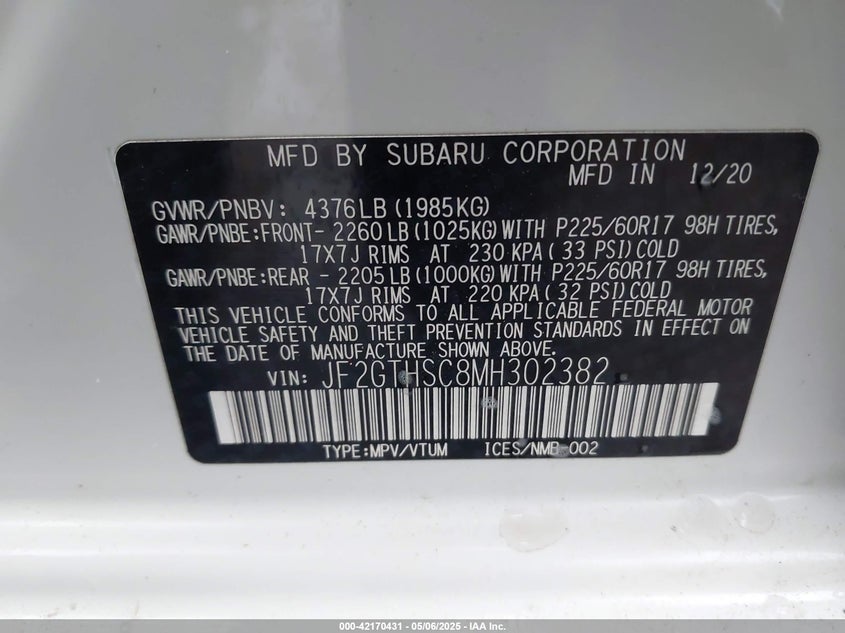 MFD BY SUBARU CORPORATION
MFD IN 12/20
GVWR/PNBV: 4376LB (1985KG)
GAWR/PNBE:FRONT- 2260 LB (1025KG) WITH P225/60R17 98H TIRES,
17X7J RIMS AT 230 KPA ( 33 PSI) COLD
GAWR/PNBE:REAR - 2205 LB (1000KG) WITH P225/60R17 98H TIRES,
17X7J RIMS AT 220 KPA ( 32 PSI) COLD
THIS VEHICLE CONFORMS TO ALL APPLICABLE FEDERAL MOTOR
VEHICLE SAFETY AND THEFT PREVENTION STANDARDS IN EFFECT ON
THE DATE OF MANUFACTURE SHOWN ABOVE.
VIN: JF2GTHSC8MH302382
TYPE:MPV/VTUM ICES/NMB-002
000-42170431 - 05/06/2025 - IAA Inc.